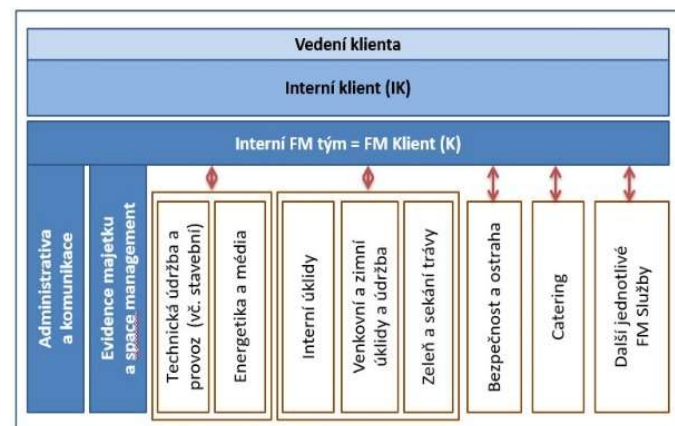 Vedení klienta
Interní klient (IK)
Interní FM tým = FM Klient (K)
Administrativa
a komunikace
Evidence majetku
a space management
Technická údržba a
provoz (vč. stavební)
Energetika a média
Interní úklidy
Venkovní a zimní
úklidy a údržba
Zeleň a sekání trávy
Bezpečnost a ostraha
Catering
Další jednotlivé
FM Služby